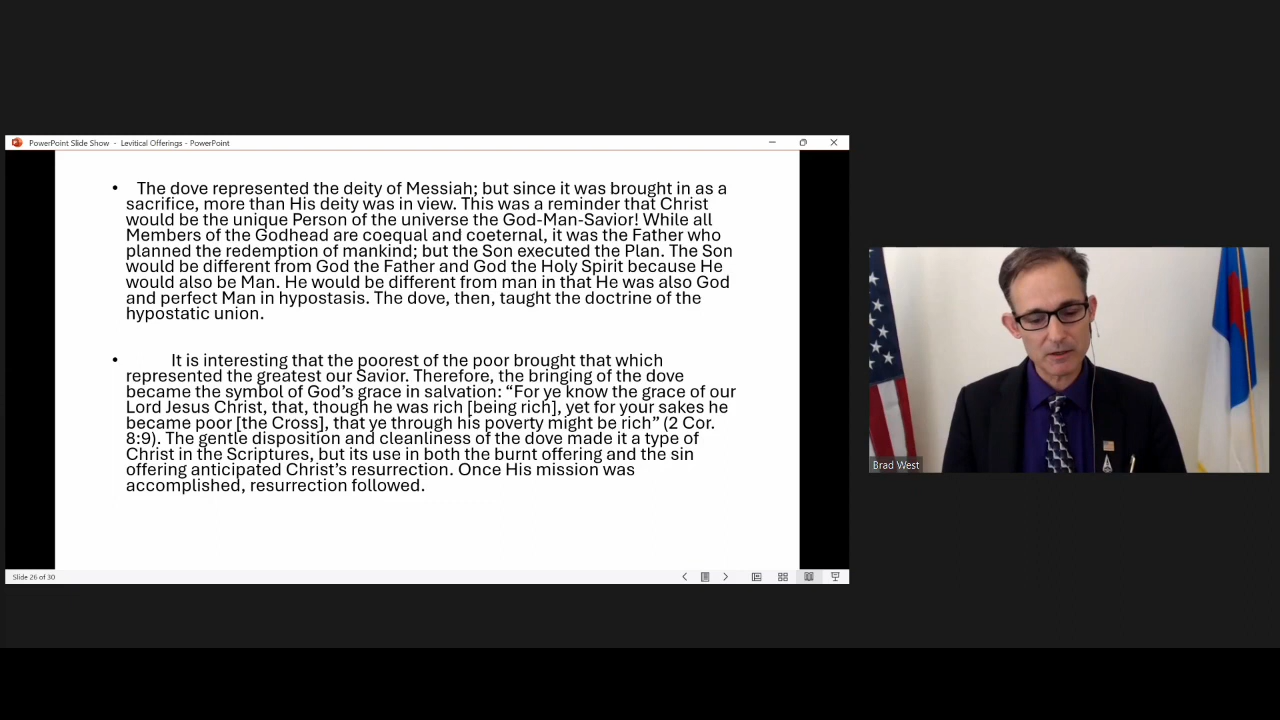 PowerPoint Slide Show - Levitical Offerings - PowerPoint
• The dove represented the deity of Messiah; but since it was brought in as a
sacrifice, more than His deity was in view. This was a reminder that Christ
would be the unique Person of the universe the God-Man-Savior! While all
Members of the Godhead are coequal and coeternal, it was the Father who
planned the redemption of mankind; but the Son executed the Plan. The Son
would be different from God the Father and God the Holy Spirit because He
would also be Man. He would be different from man in that He was also God
and perfect Man in hypostasis. The dove, then, taught the doctrine of the
hypostatic union.
• It is interesting that the poorest of the poor brought that which
represented the greatest our Savior. Therefore, the bringing of the dove
became the symbol of God’s grace in salvation: “For ye know the grace of our
Lord Jesus Christ, that, though he was rich [being rich], yet for your sakes he
became poor [the Cross], that ye through his poverty might be rich” (2 Cor.
8:9). The gentle disposition and cleanliness of the dove made it a type of
Christ in the Scriptures, but its use in both the burnt offering and the sin
offering anticipated Christ’s resurrection. Once His mission was
accomplished, resurrection followed.
Slide 26 of 30
Brad West